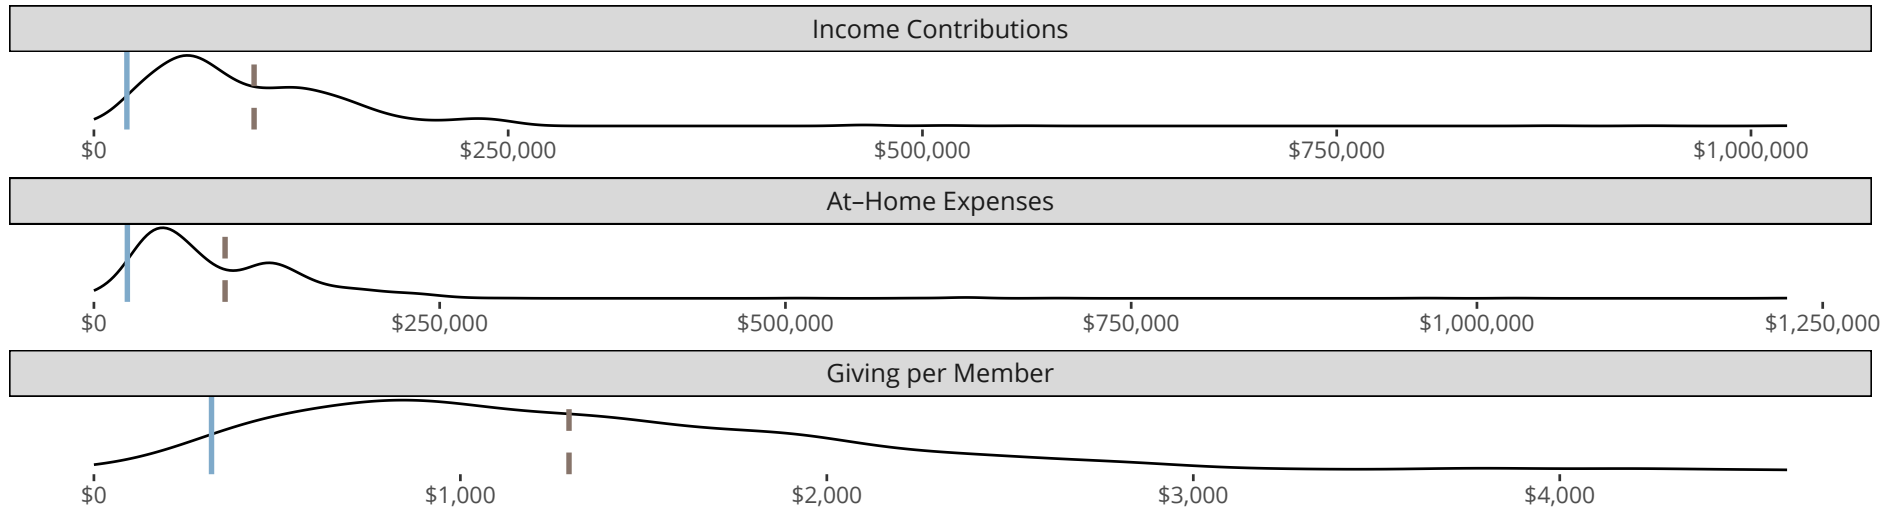 Income Contributions
$0 $250,000 $500,000 $750,000 $1,000,000
At–Home Expenses
$0 $250,000 $500,000 $750,000 $1,000,000 $1,250,000
Giving per Member
$0 $1,000 $2,000 $3,000 $4,000